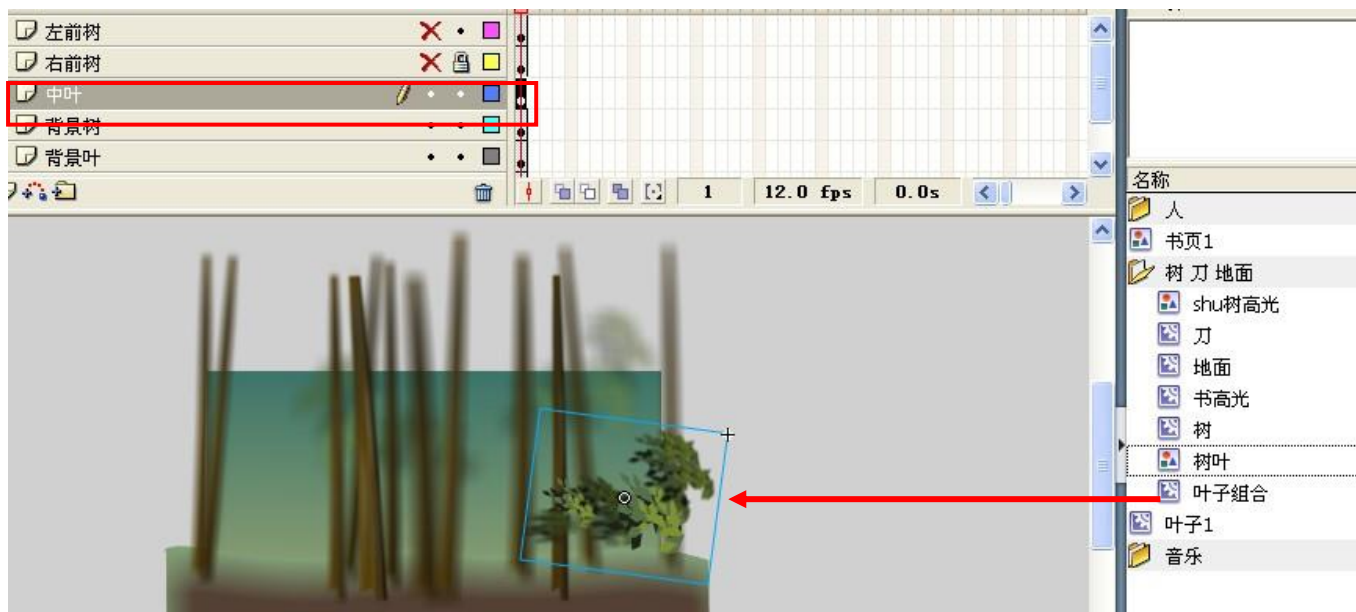 左前树
右前树
中叶
背景树
背景叶
1 12.0 fps 0.0s
名称
人
书页1
树 刀 地面
shu树高光
刀
地面
书高光
树
树叶
叶子组合
叶子1
音乐